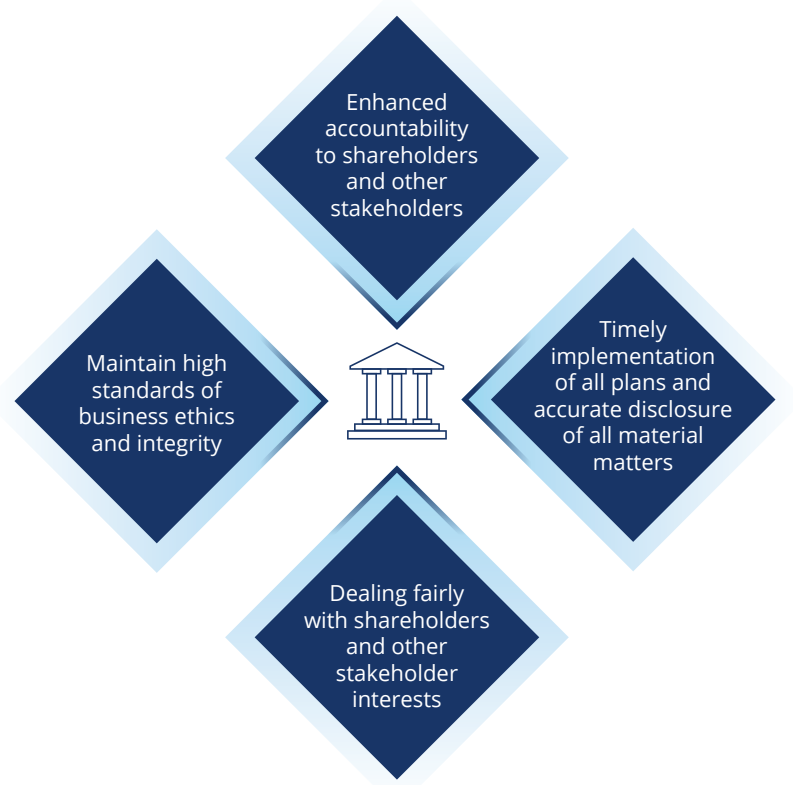 Enhanced
accountability
to shareholders
and other
stakeholders
Maintain high
standards of
business ethics
and integrity
Timely
implementation
of all plans and
accurate disclosure
of all material
matters
Dealing fairly
with shareholders
and other
stakeholder
interests